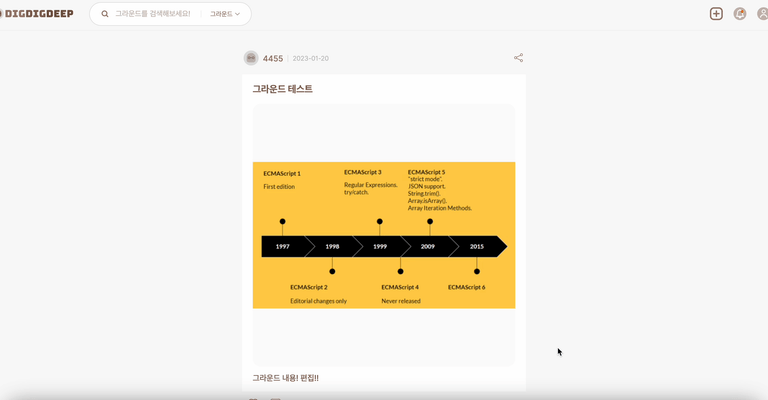 DIGDIGDEEP
그라운드를 검색해보세요!
그라운드
4455
2023-01-20
그라운드 테스트
ECMAScript 1
First edition
ECMAScript 3
Regular Expressions.
try/catch.
ECMAScript 5
"strict mode".
JSON support.
String.trim().
Array.isArray().
Array Iteration Methods.
1997
1998
1999
2009
2015
ECMAScript 2
Editorial changes only
ECMAScript 4
Never released
ECMAScript 6
그라운드 내용! 편집!!